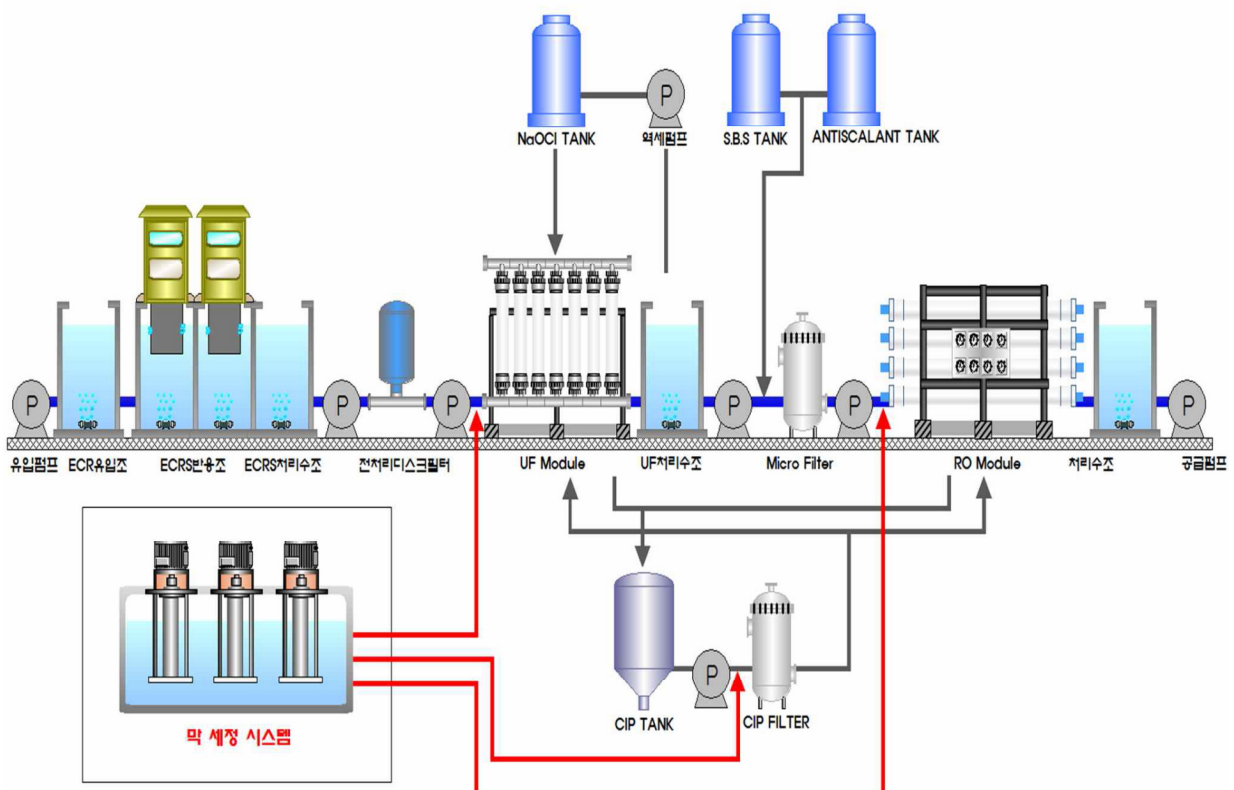 P
NaOCl TANK
역세펌프
S.B.S TANK
ANTISCALANT TANK
P
P
P
P
P
P
유입펌프
ECR유입조
ECRS반응조
ECRS처리수조
전처리디스크필터
UF Module
UF처리수조
Micro Filter
RO Module
처리수조
공급펌프
P
CIP TANK
CIP FILTER
막 세정 시스템